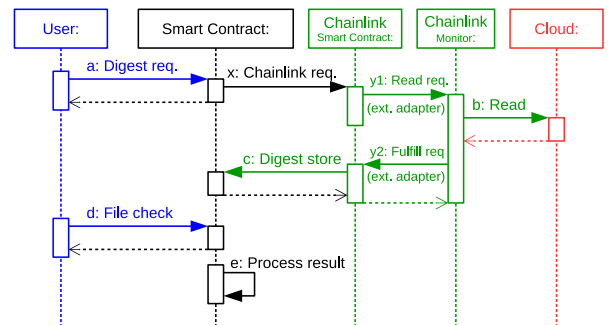 User:
Smart Contract:
Chainlink
Smart Contract:
Chainlink
Monitor:
Cloud:
a: Digest req.
x: Chainlink req.
y1: Read req.
(ext. adapter)
b: Read
y2: Fulfill req
(ext. adapter)
c: Digest store
d: File check
e: Process result